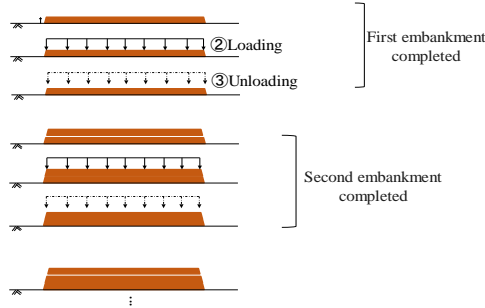 ②Loading
First embankment
completed
③Unloading
Second embankment
completed
⋮